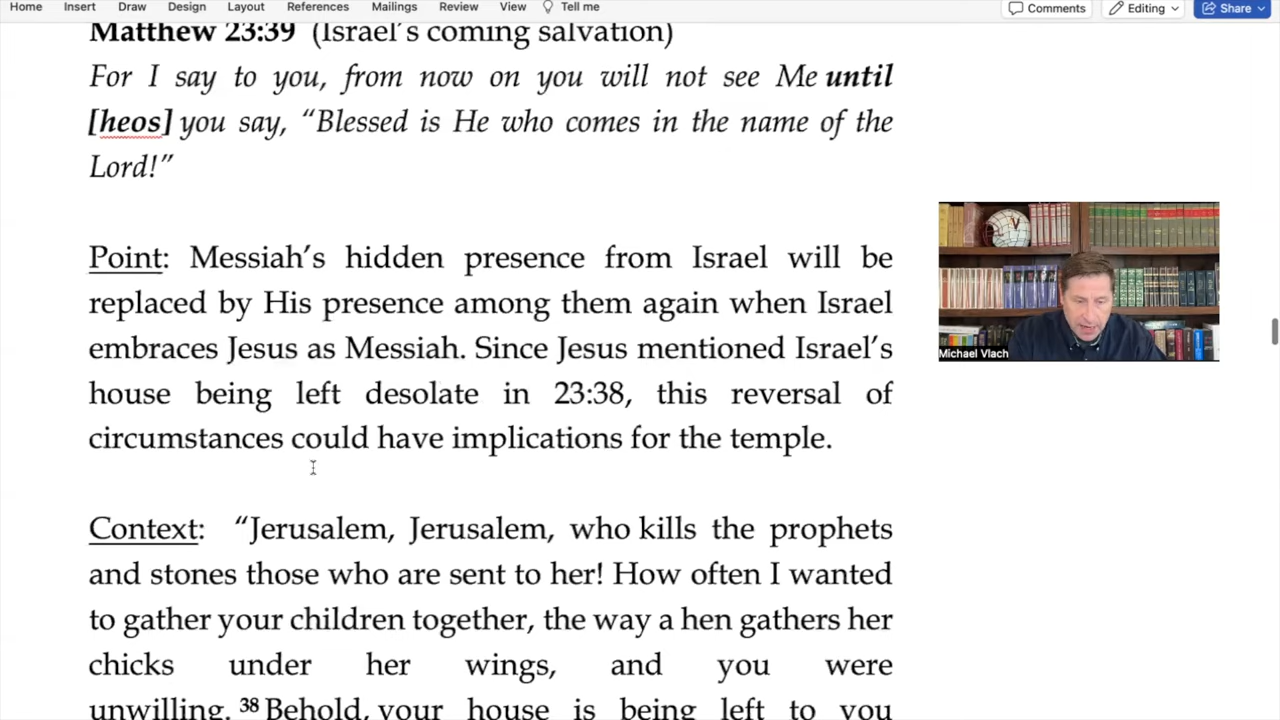 Home Insert Draw Design Layout References Mailings Review View Tell me Comments Editing Share
Matthew 23:39 (Israel's coming salvation)
For I say to you, from now on you will not see Me until
[heos] you say, “Blessed is He who comes in the name of the
Lord!”
Point: Messiah's hidden presence from Israel will be
replaced by His presence among them again when Israel
embraces Jesus as Messiah. Since Jesus mentioned Israel's
house being left desolate in 23:38, this reversal of
circumstances could have implications for the temple.
Michael Vlach
Context: “Jerusalem, Jerusalem, who kills the prophets
and stones those who are sent to her! How often I wanted
to gather your children together, the way a hen gathers her
chicks under her wings, and you were
unwilling. 38 Behold, your house is being left to you